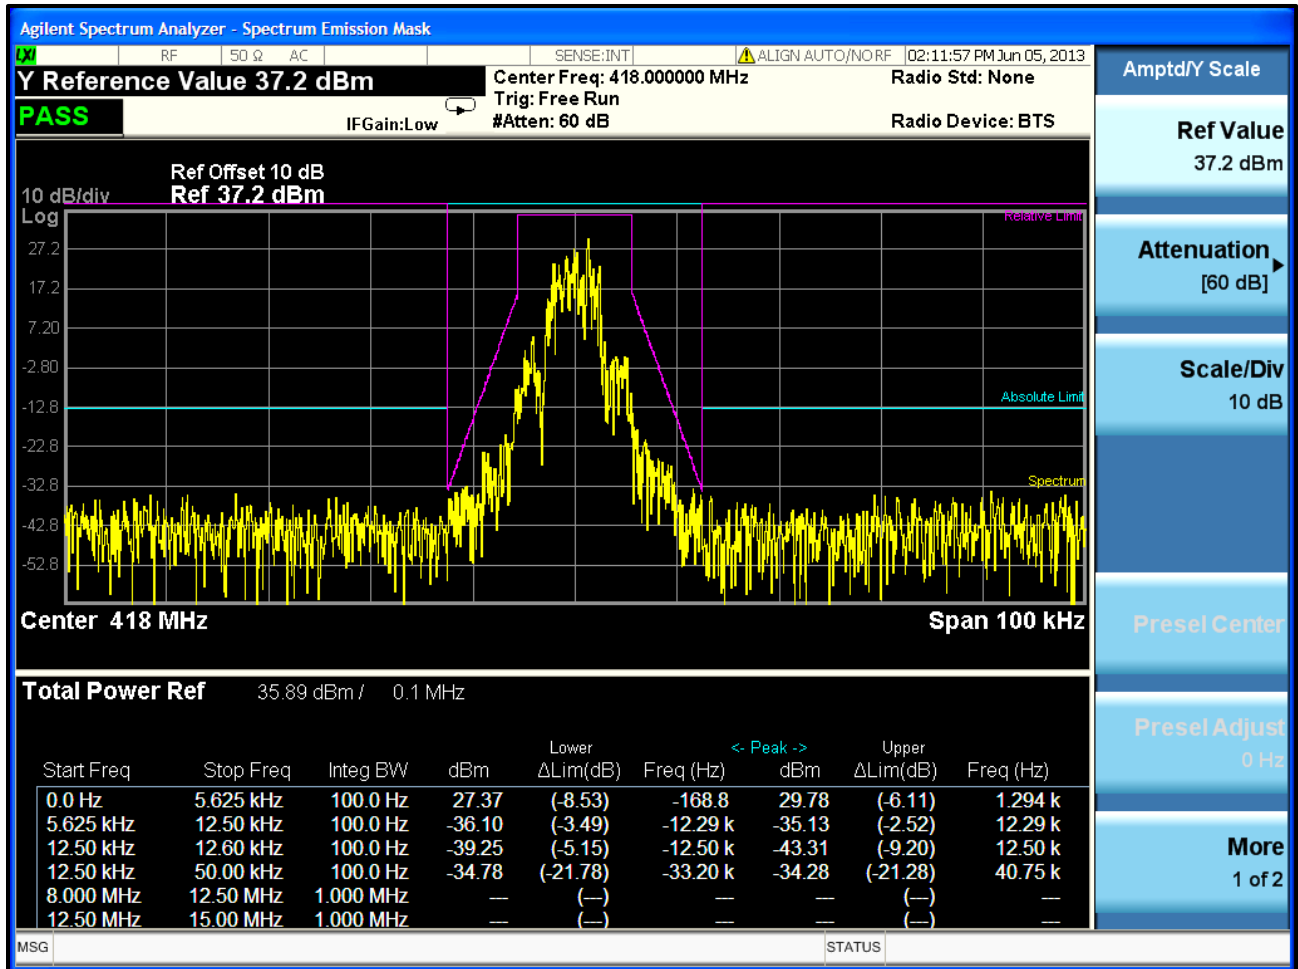 Agilent Spectrum Analyzer - Spectrum Emission Mask
LXI RF 50 Ω AC SENSE:INT ALIGN AUTO/NO RF 02:11:57 PM Jun 05, 2013
Y Reference Value 37.2 dBm
Center Freq: 418.000000 MHz
Radio Std: None
Trig: Free Run
PASS
IFGain:Low
#Atten: 60 dB
Radio Device: BTS
Ref Offset 10 dB
10 dB/div Ref 37.2 dBm
Log
Relative Limit
27.2
17.2
7.20
-2.80
-12.8
Absolute Limit
-22.8
-32.8
Spectrum
-42.8
-52.8
Center 418 MHz
Span 100 kHz
Total Power Ref 35.89 dBm / 0.1 MHz
Lower <- Peak -> Upper
Start Freq Stop Freq Integ BW dBm ΔLim(dB) Freq (Hz) dBm ΔLim(dB) Freq (Hz)
0.0 Hz 5.625 kHz 100.0 Hz 27.37 (-8.53) -168.8 29.78 (-6.11) 1.294 k
5.625 kHz 12.50 kHz 100.0 Hz -36.10 (-3.49) -12.29 k -35.13 (-2.52) 12.29 k
12.50 kHz 12.60 kHz 100.0 Hz -39.25 (-5.15) -12.50 k -43.31 (-9.20) 12.50 k
12.50 kHz 50.00 kHz 100.0 Hz -34.78 (-21.78) -33.20 k -34.28 (-21.28) 40.75 k
8.000 MHz 12.50 MHz 1.000 MHz --- (---) --- --- (---) ---
12.50 MHz 15.00 MHz 1.000 MHz --- (---) --- --- (---) ---
MSG
STATUS
Amptd/Y Scale
Ref Value
37.2 dBm
Attenuation
[60 dB]
Scale/Div
10 dB
Presel Center
Presel Adjust
0 Hz
More
1 of 2